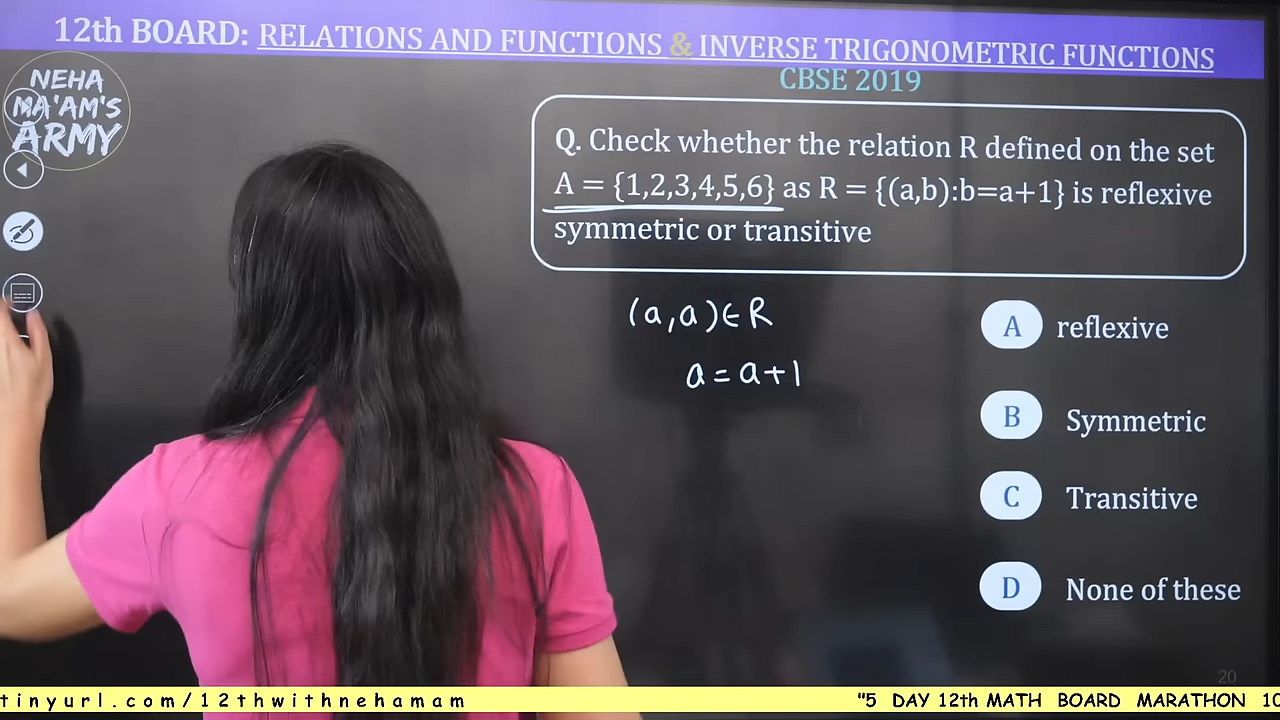 12th BOARD: RELATIONS AND FUNCTIONS & INVERSE TRIGONOMETRIC FUNCTIONS
CBSE 2019
NEHA
MA'AM'S
ARMY
Q. Check whether the relation R defined on the set
A = {1,2,3,4,5,6} as R = {(a,b):b=a+1} is reflexive
symmetric or transitive
(a,a)∈R
a=a+1
A reflexive
B Symmetric
C Transitive
D None of these
20
tinyurl.com/12thwithnehamam "5 DAY 12th MATH BOARD MARATHON 10